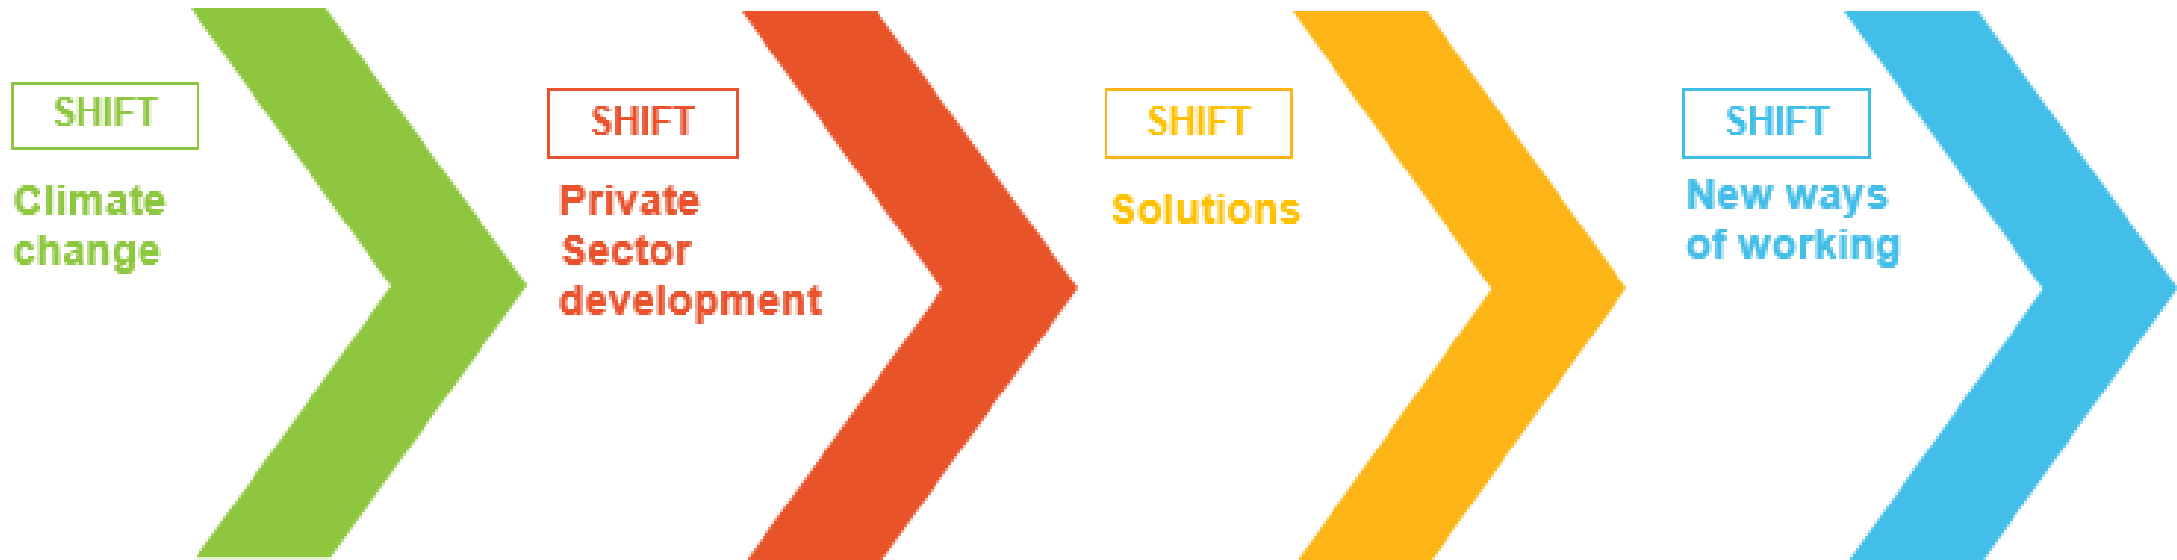 SHIFT
Climate
change
SHIFT
Private
Sector
development
SHIFT
Solutions
SHIFT
New ways
of working